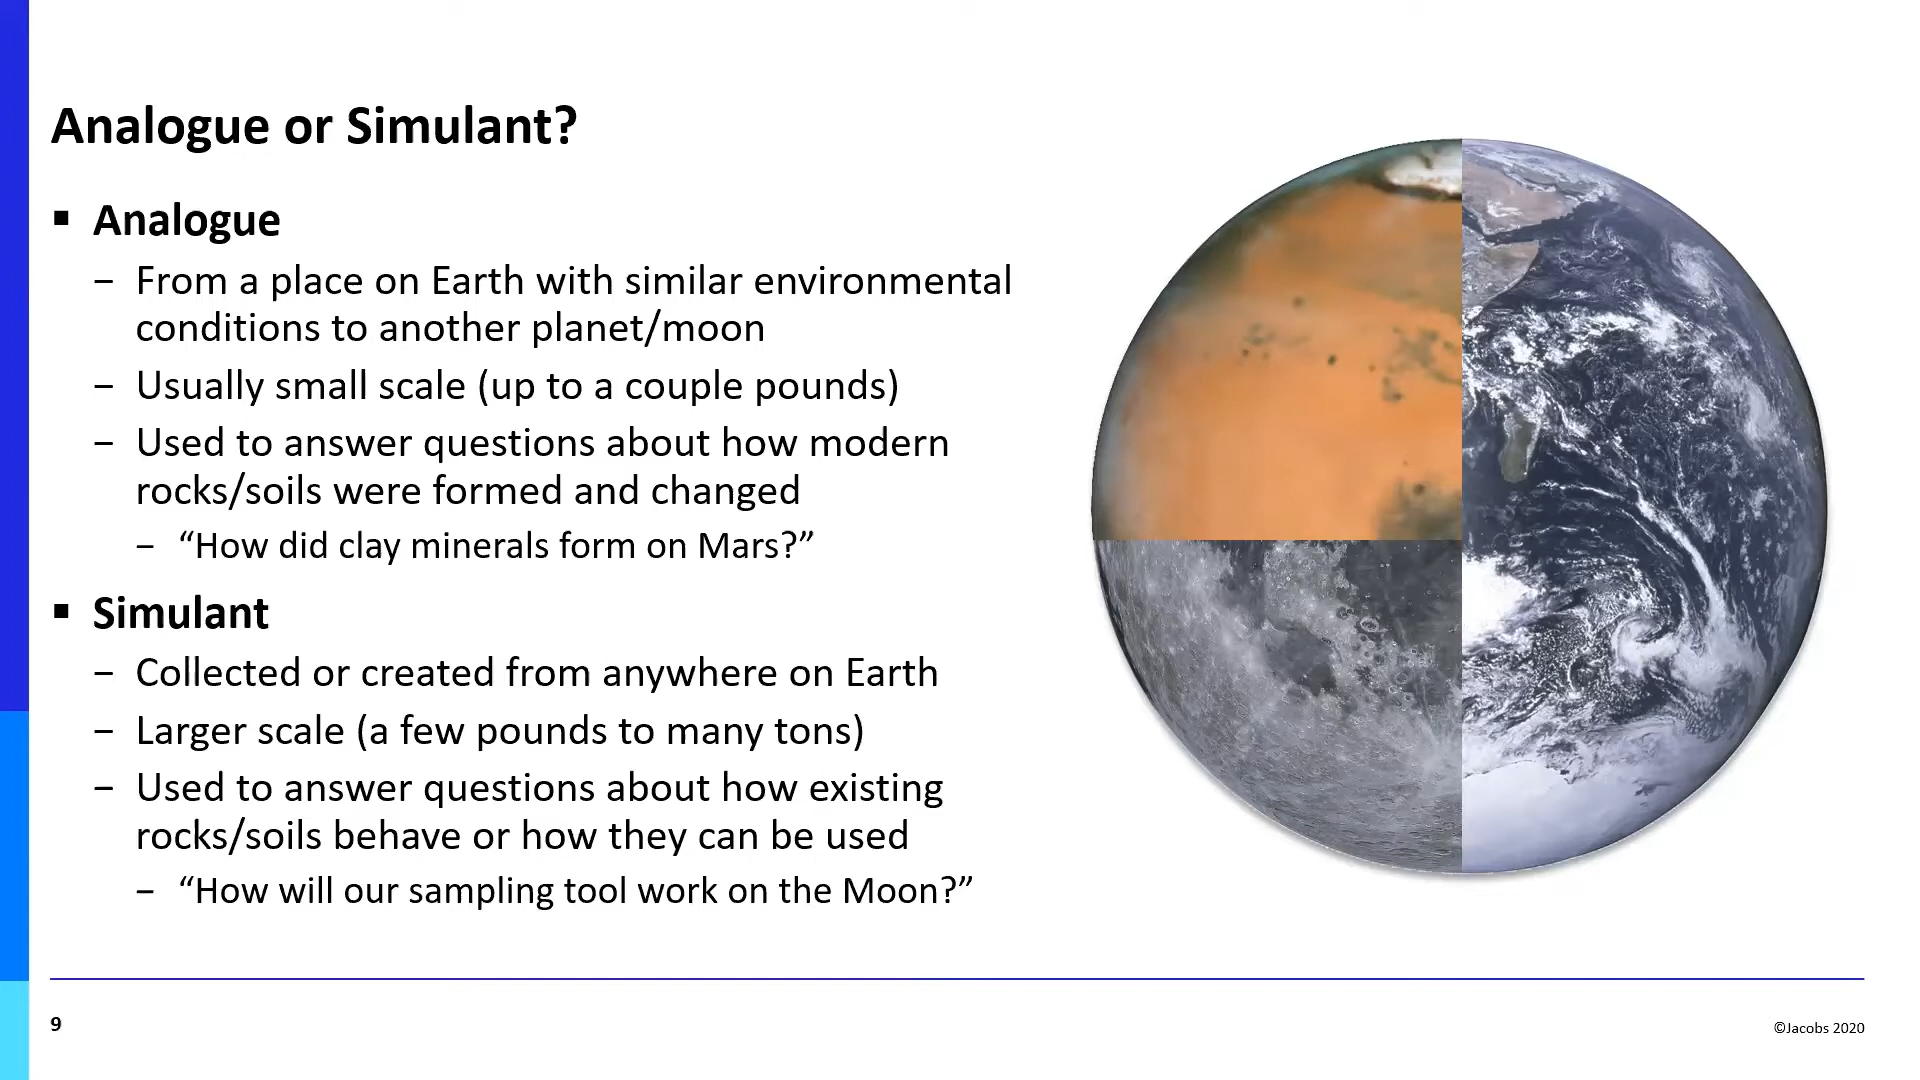 Analogue or Simulant?
▪ Analogue
– From a place on Earth with similar environmental
conditions to another planet/moon
– Usually small scale (up to a couple pounds)
– Used to answer questions about how modern
rocks/soils were formed and changed
– “How did clay minerals form on Mars?”
▪ Simulant
– Collected or created from anywhere on Earth
– Larger scale (a few pounds to many tons)
– Used to answer questions about how existing
rocks/soils behave or how they can be used
– “How will our sampling tool work on the Moon?”
9
©Jacobs 2020